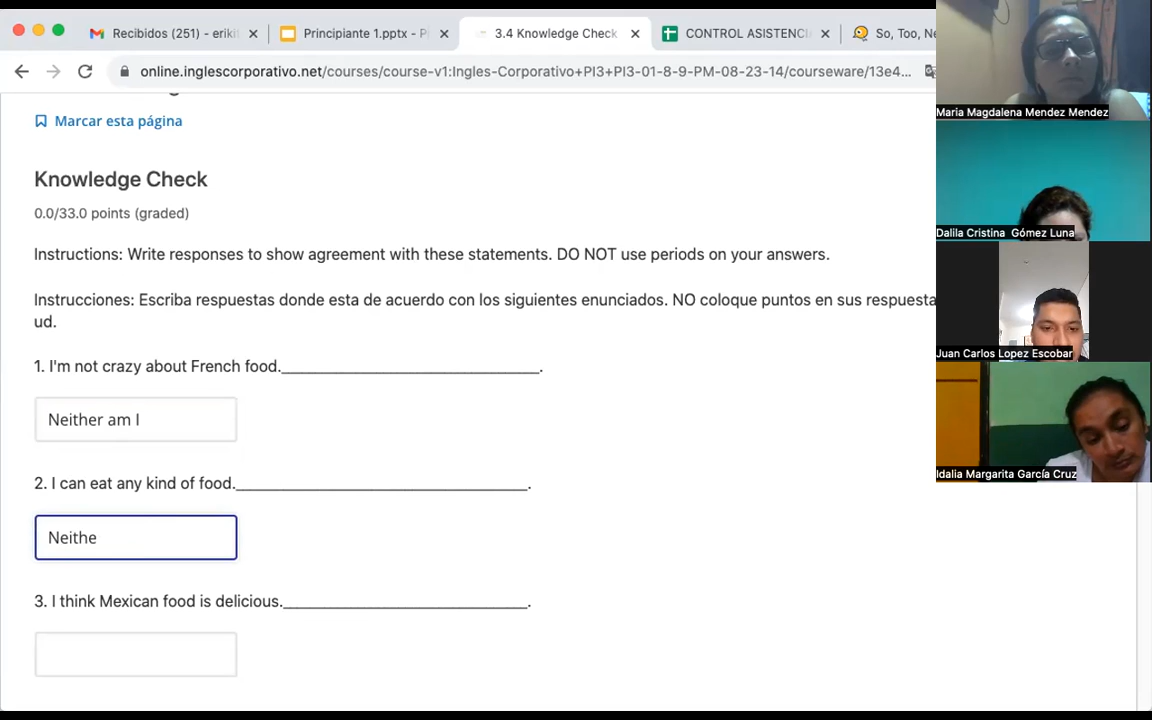 Recibidos (251) - eriki
Principiante 1.pptx - P
3.4 Knowledge Check
CONTROL ASISTENCI
So, Too, Ne
online.inglescorporativo.net/courses/course-v1:Ingles-Corporativo+PI3+PI3-01-8-9-PM-08-23-14/courseware/13e4...
Marcar esta página
Knowledge Check
0.0/33.0 points (graded)
Instructions: Write responses to show agreement with these statements. DO NOT use periods on your answers.
Instrucciones: Escriba respuestas donde esta de acuerdo con los siguientes enunciados. NO coloque puntos en sus respuesta
ud.
1. I'm not crazy about French food.______________________________.
Neither am I
2. I can eat any kind of food.__________________________________.
Neithe
3. I think Mexican food is delicious.____________________________.
Maria Magdalena Mendez Mendez
Dalila Cristina Gómez Luna
Juan Carlos Lopez Escobar
Idalia Margarita García Cruz